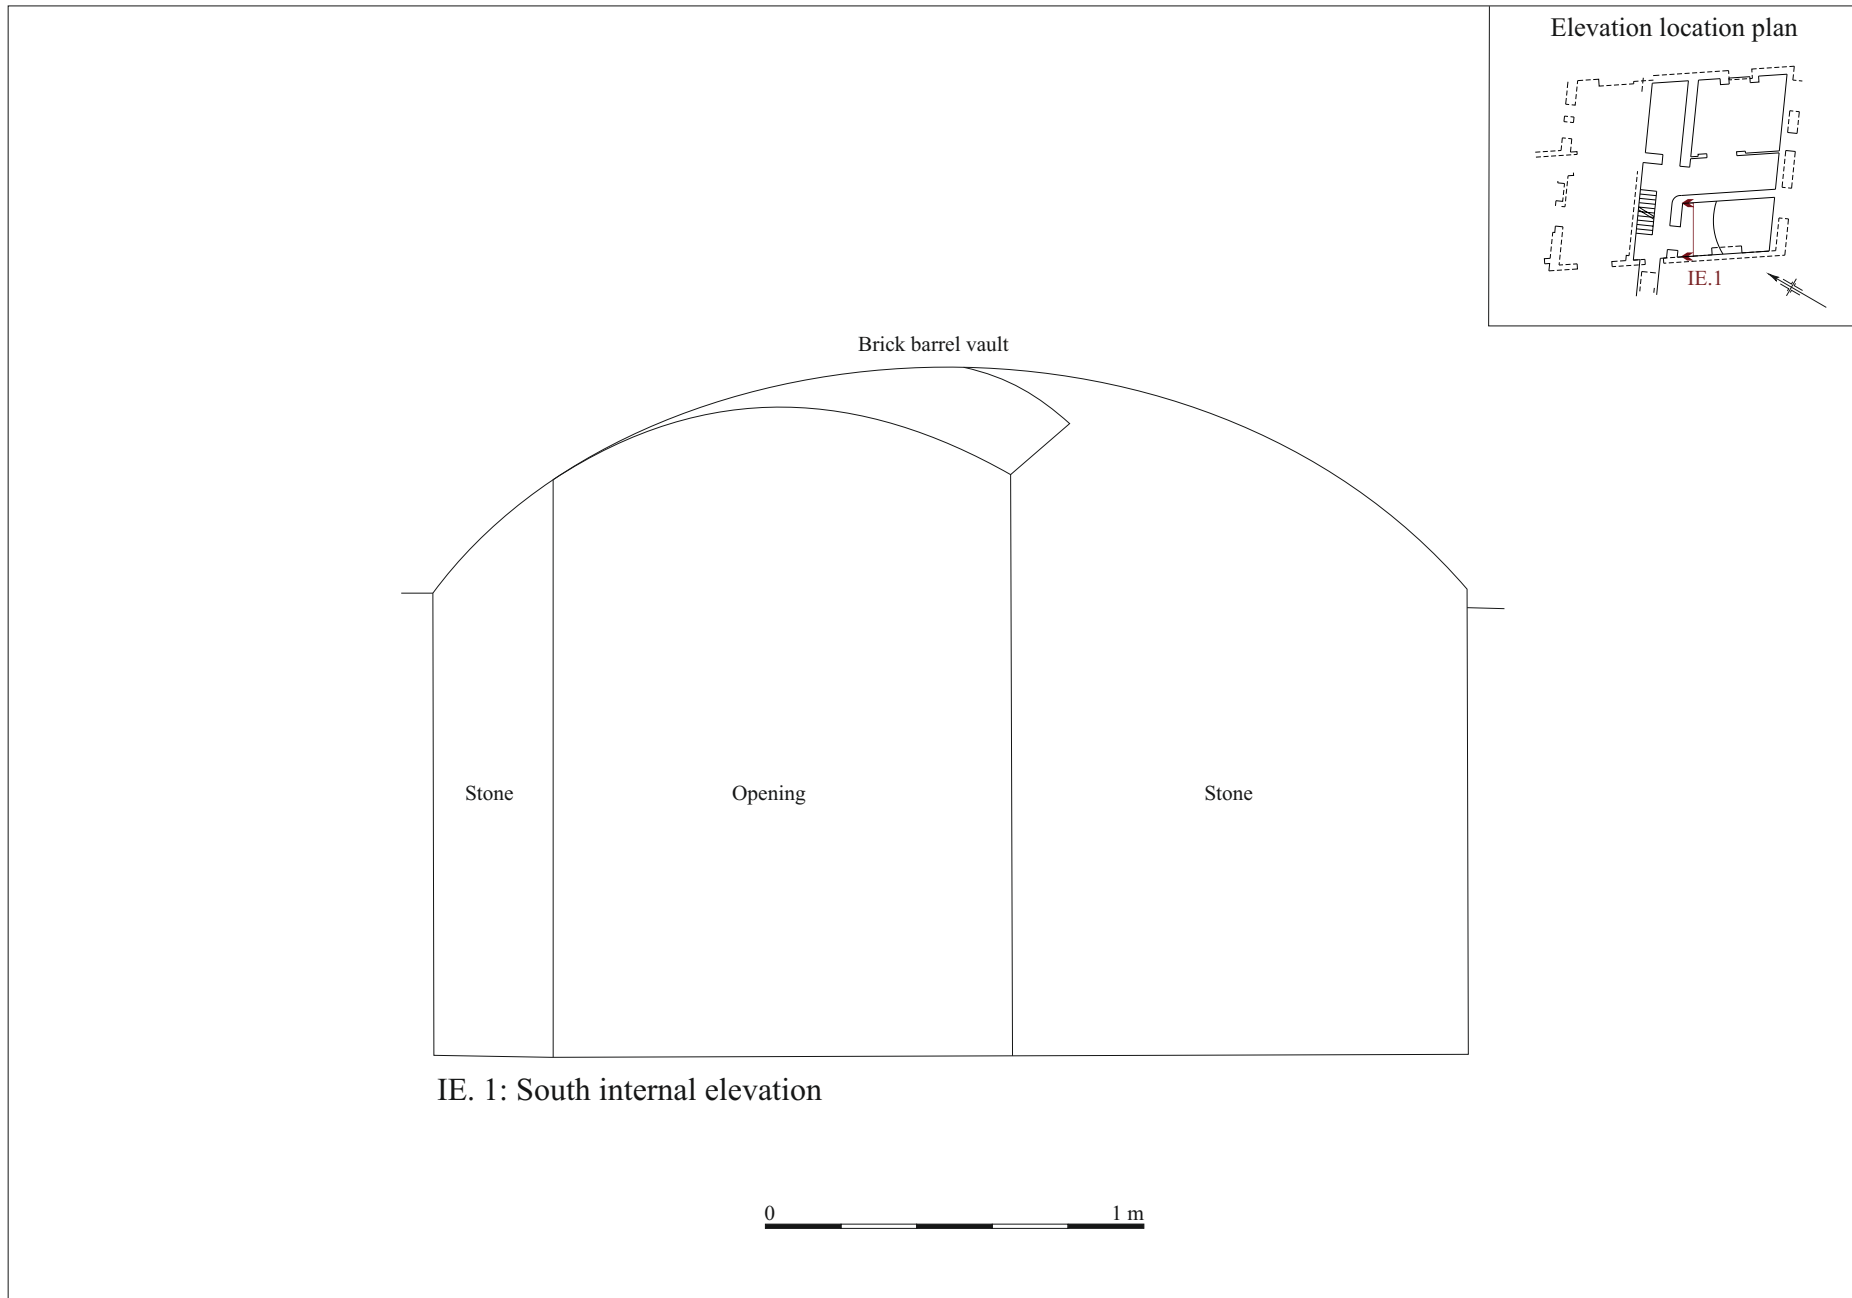 Elevation location plan
IE.1
Brick barrel vault
Stone
Opening
Stone
IE. 1: South internal elevation
0
1 m